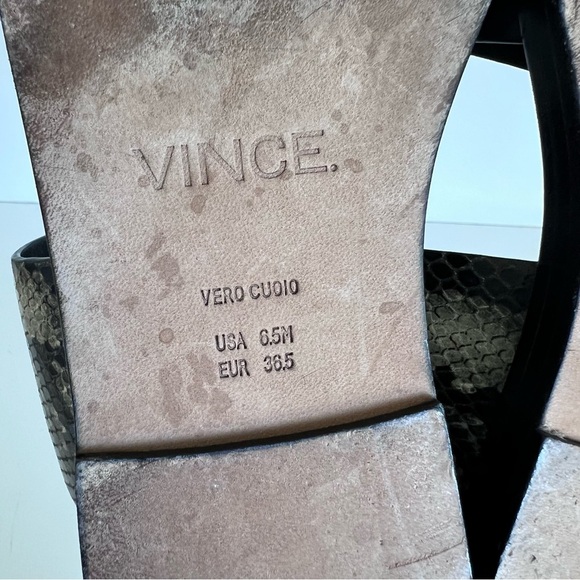 VINCE.
VERO CUOIO
USA 6.5M
EUR 36.5